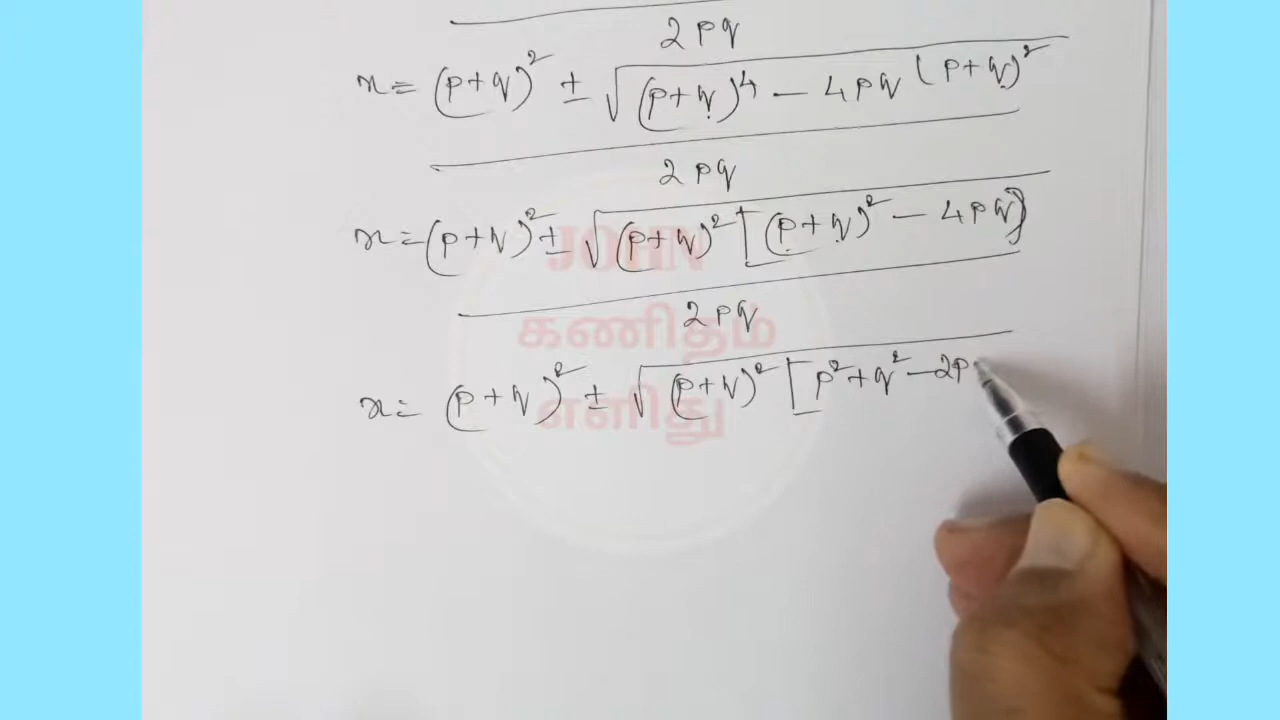 2pq
x = (p+q)² ± √(p+q)⁴ − 4pq (p+q)²
2pq
x = (p+q)² ± √(p+q)² [(p+q)² − 4pq]
2pq
x = (p+q)² ± √(p+q)² [p²+q²−2p
JOHN
கணிதம்
எளிது